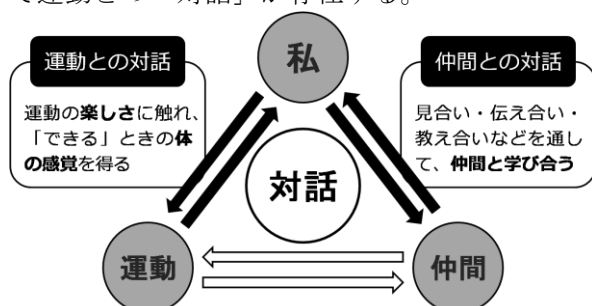 で運動との「対話」が存在する。
運動との対話
運動の楽しさに触れ、
「できる」ときの体
の感覚を得る
私
仲間との対話
見合い・伝え合い・
教え合いなどを通し
て、仲間と学び合う
対話
運動
仲間